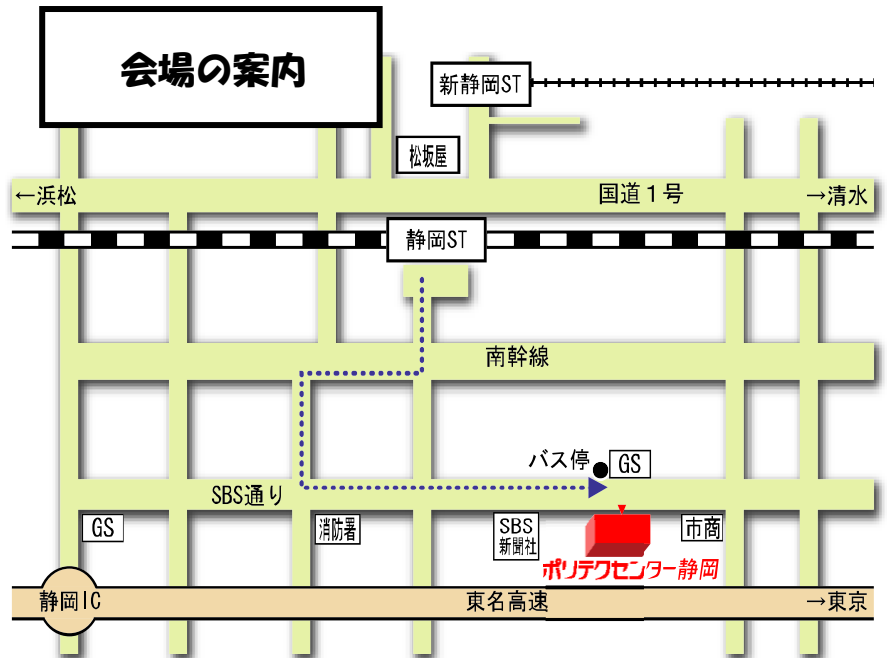 会場の案内
新静岡ST
松坂屋
←浜松
国道1号
→清水
静岡ST
南幹線
バス停
GS
SBS通り
GS
消防署
SBS
新聞社
市商
ポリテクセンター静岡
静岡IC
東名高速
→東京